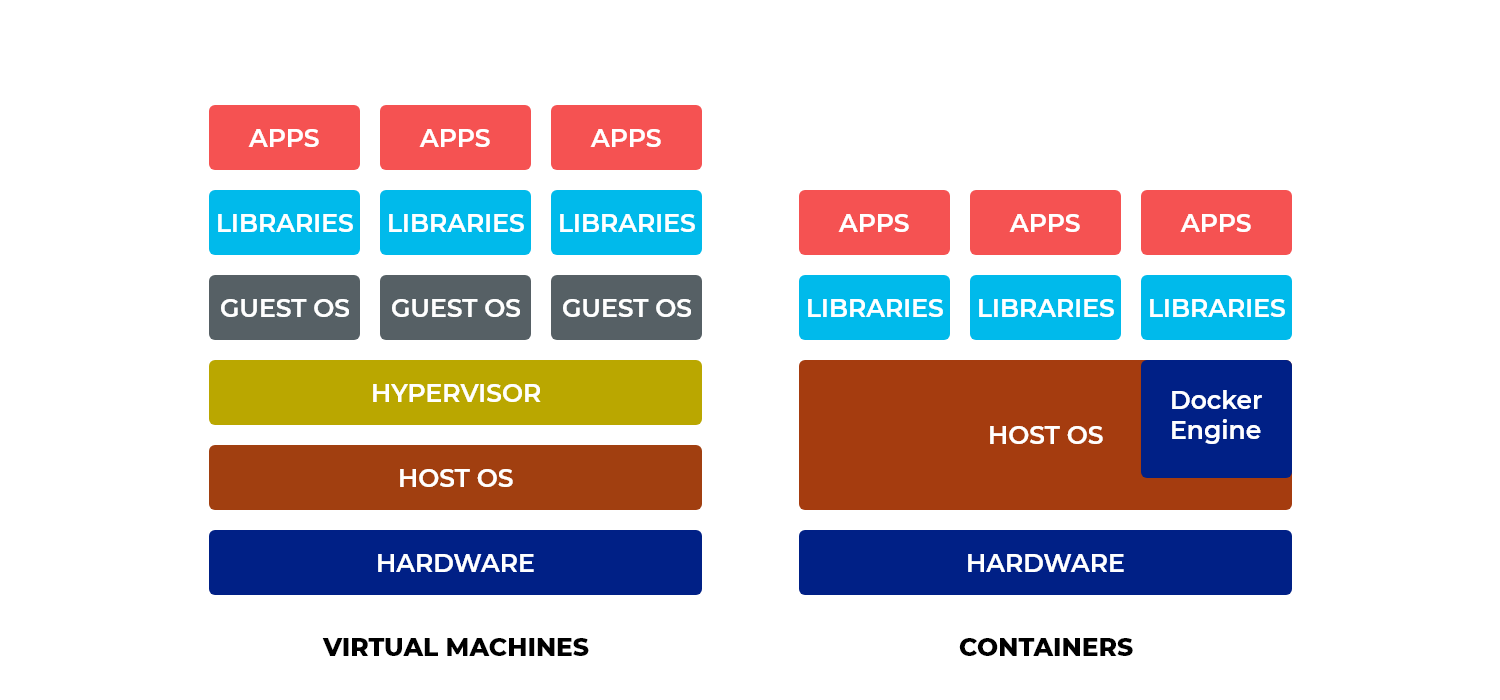 APPS APPS APPS
LIBRARIES LIBRARIES LIBRARIES
GUEST OS GUEST OS GUEST OS
HYPERVISOR
HOST OS
HARDWARE
VIRTUAL MACHINES
APPS APPS APPS
LIBRARIES LIBRARIES LIBRARIES
HOST OS
Docker
Engine
HARDWARE
CONTAINERS